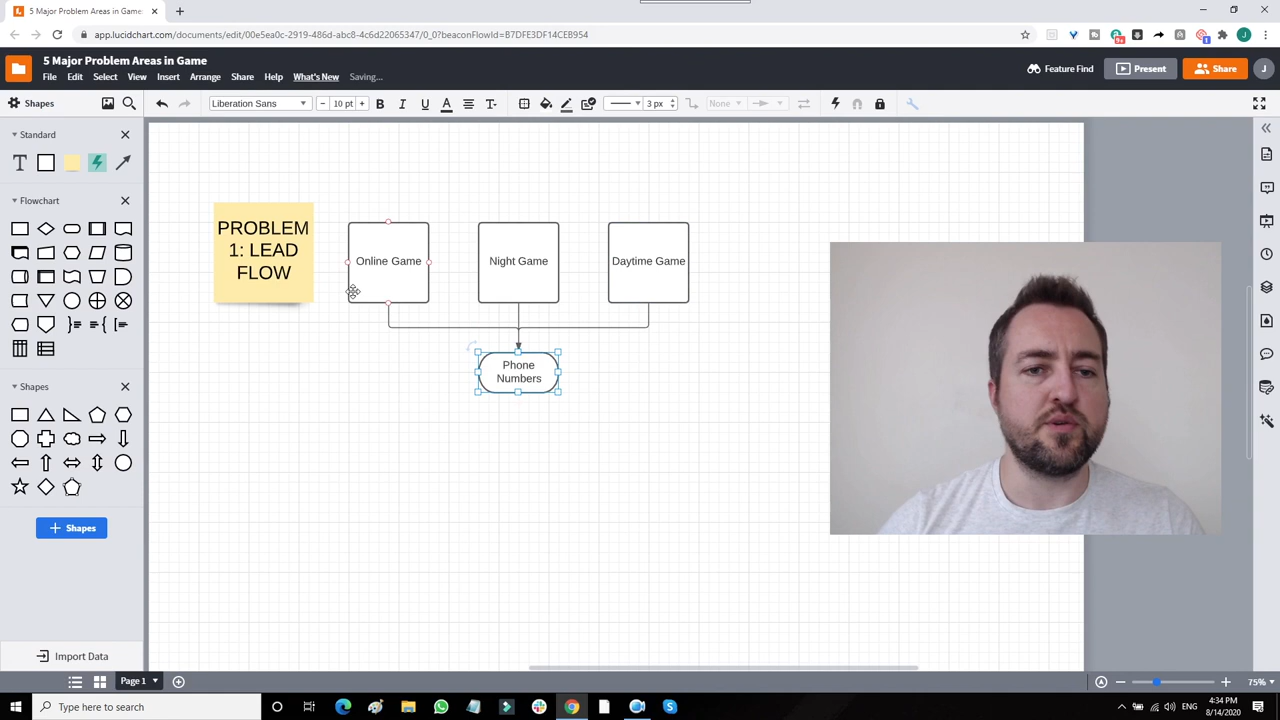 5 Major Problem Areas in Game
app.lucidchart.com/documents/edit/00e5ea0c-2919-486d-abc8-4c6d22065347/0_0?beaconFlowId=B7DFE3DF14CEB954
9+
1
J
5 Major Problem Areas in Game
File Edit Select View Insert Arrange Share Help What's New Saving...
Feature Find
Present
Share
J
Shapes
Liberation Sans
10 pt
B I U A T
3 px
None
Standard
T
Flowchart
Shapes
Shapes
Import Data
PROBLEM
1: LEAD
FLOW
Online Game
Night Game
Daytime Game
Phone
Numbers
Page 1
75%
Type here to search
4:34 PM
8/14/2020